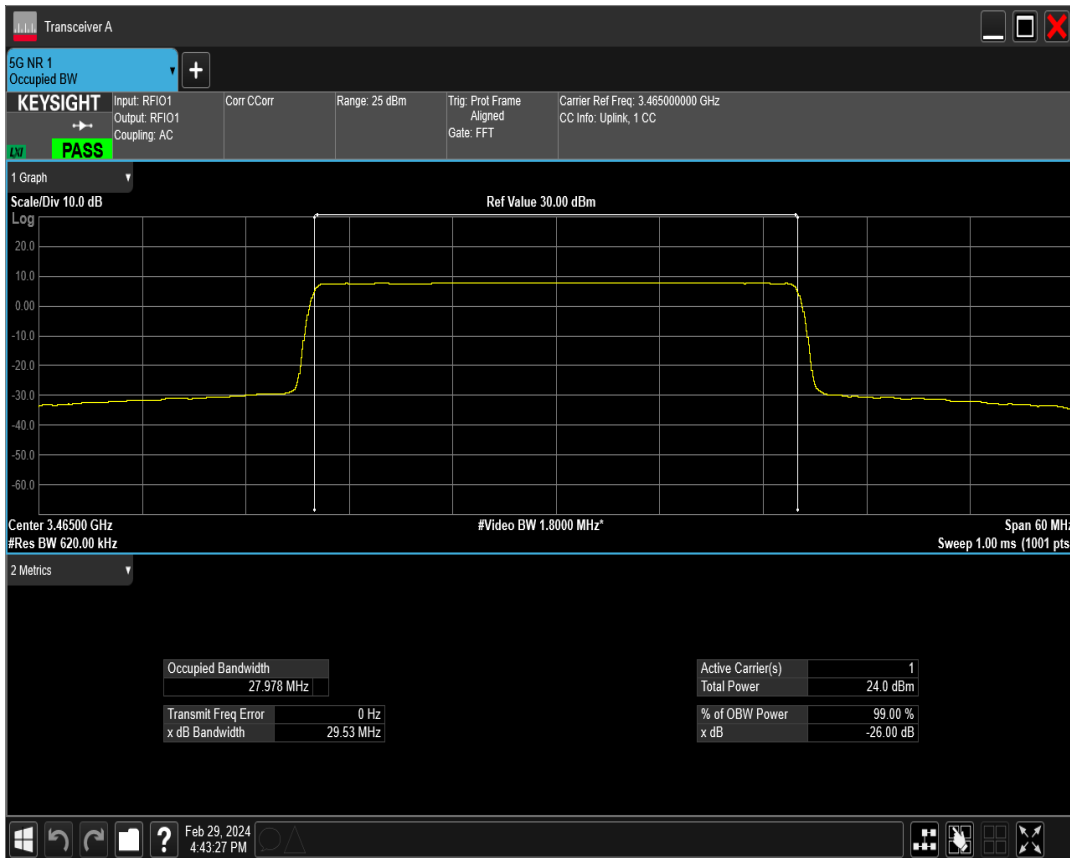 Transceiver A
5G NR 1
Occupied BW
KEYSIGHT
LXI
PASS
Input: RFIO1
Output: RFIO1
Coupling: AC
Corr CCorr
Range: 25 dBm
Trig: Prot Frame
Aligned
Gate: FFT
Carrier Ref Freq: 3.465000000 GHz
CC Info: Uplink, 1 CC
1 Graph
Scale/Div 10.0 dB
Ref Value 30.00 dBm
Log
20.0
10.0
0.00
-10.0
-20.0
-30.0
-40.0
-50.0
-60.0
Center 3.46500 GHz
#Video BW 1.8000 MHz*
Span 60 MHz
#Res BW 620.00 kHz
Sweep 1.00 ms (1001 pts
2 Metrics
Occupied Bandwidth
27.978 MHz
Transmit Freq Error 0 Hz
x dB Bandwidth 29.53 MHz
Active Carrier(s) 1
Total Power 24.0 dBm
% of OBW Power 99.00 %
x dB -26.00 dB
?
Feb 29, 2024
4:43:27 PM